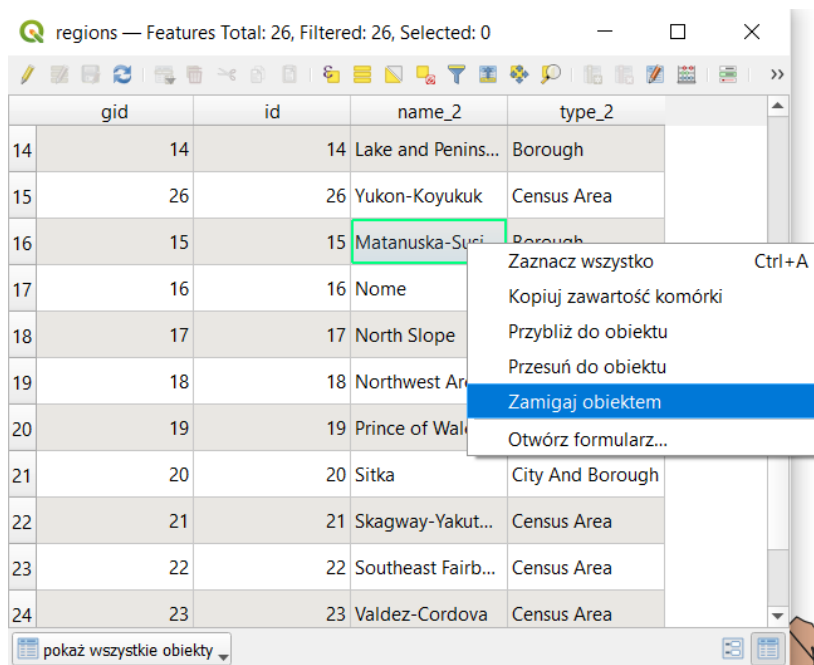 regions — Features Total: 26, Filtered: 26, Selected: 0
gid id name_2 type_2
14 14 14 Lake and Penins... Borough
15 26 26 Yukon-Koyukuk Census Area
16 15 15 Matanuska-Susi... Borough
Zaznacz wszystko Ctrl+A
17 16 16 Nome
Kopiuj zawartość komórki
18 17 17 North Slope
Przybliż do obiektu
Przesuń do obiektu
19 18 18 Northwest Ar
Zamigaj obiektem
20 19 19 Prince of Wal
Otwórz formularz...
21 20 20 Sitka City And Borough
22 21 21 Skagway-Yakut... Census Area
23 22 22 Southeast Fairb... Census Area
24 23 23 Valdez-Cordova Census Area
pokaż wszystkie obiekty